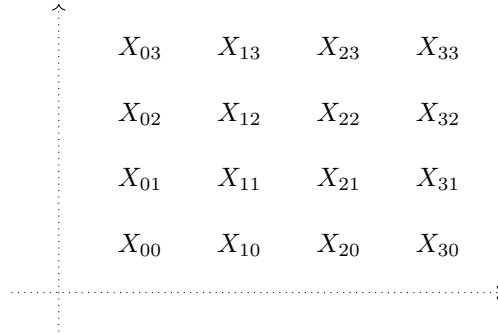 X₀₃ X₁₃ X₂₃ X₃₃
X₀₂ X₁₂ X₂₂ X₃₂
X₀₁ X₁₁ X₂₁ X₃₁
X₀₀ X₁₀ X₂₀ X₃₀